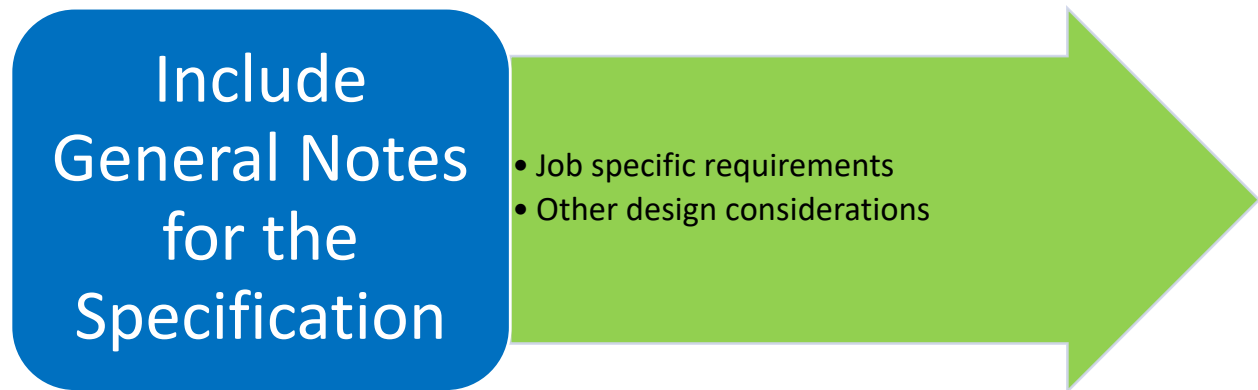 Include
General Notes
for the
Specification
• Job specific requirements
• Other design considerations